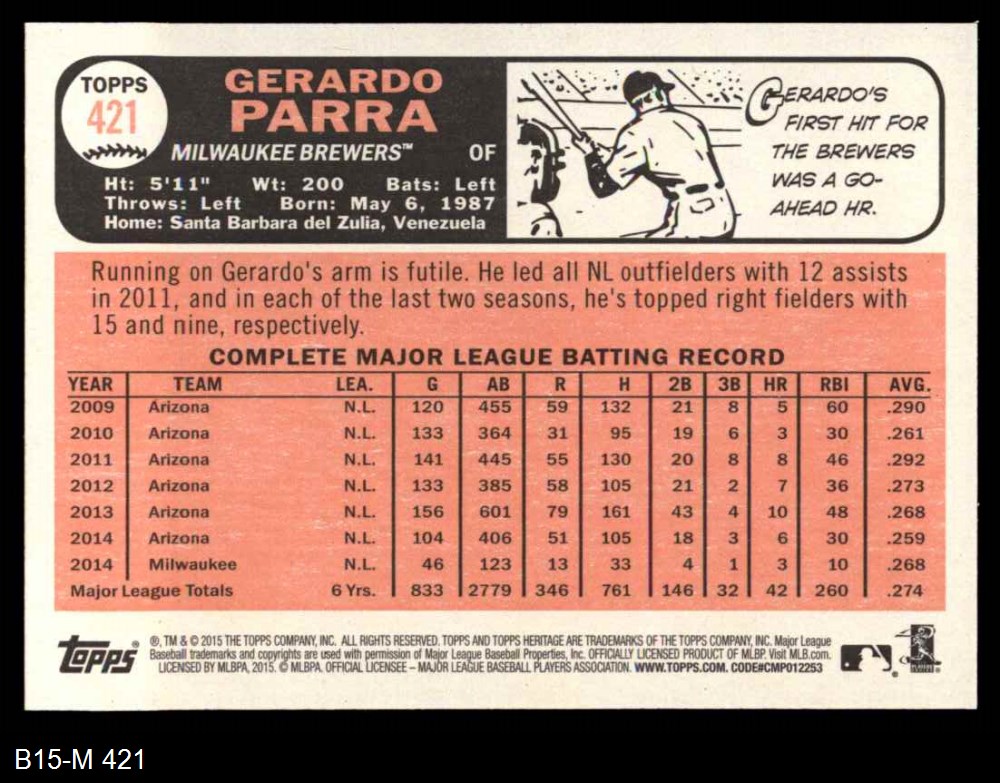 TOPPS
421
GERARDO
PARRA
MILWAUKEE BREWERS™ OF
Ht: 5'11" Wt: 200 Bats: Left
Throws: Left Born: May 6, 1987
Home: Santa Barbara del Zulia, Venezuela
GERARDO'S
FIRST HIT FOR
THE BREWERS
WAS A GO-
AHEAD HR.
Running on Gerardo's arm is futile. He led all NL outfielders with 12 assists
in 2011, and in each of the last two seasons, he's topped right fielders with
15 and nine, respectively.
COMPLETE MAJOR LEAGUE BATTING RECORD
YEAR TEAM LEA. G AB R H 2B 3B HR RBI AVG.
2009 Arizona N.L. 120 455 59 132 21 8 5 60 .290
2010 Arizona N.L. 133 364 31 95 19 6 3 30 .261
2011 Arizona N.L. 141 445 55 130 20 8 8 46 .292
2012 Arizona N.L. 133 385 58 105 21 2 7 36 .273
2013 Arizona N.L. 156 601 79 161 43 4 10 48 .268
2014 Arizona N.L. 104 406 51 105 18 3 6 30 .259
2014 Milwaukee N.L. 46 123 13 33 4 1 3 10 .268
Major League Totals 6 Yrs. 833 2779 346 761 146 32 42 260 .274
Topps®
®, TM & © 2015 THE TOPPS COMPANY, INC. ALL RIGHTS RESERVED. TOPPS AND TOPPS HERITAGE ARE TRADEMARKS OF THE TOPPS COMPANY, INC. Major League
Baseball trademarks and copyrights are used with permission of Major League Baseball Properties, Inc. OFFICIALLY LICENSED PRODUCT OF MLBP. Visit MLB.com.
LICENSED BY MLBPA, 2015. © MLBPA. OFFICIAL LICENSEE – MAJOR LEAGUE BASEBALL PLAYERS ASSOCIATION. WWW.TOPPS.COM. CODE#CMP012253
B15-M 421